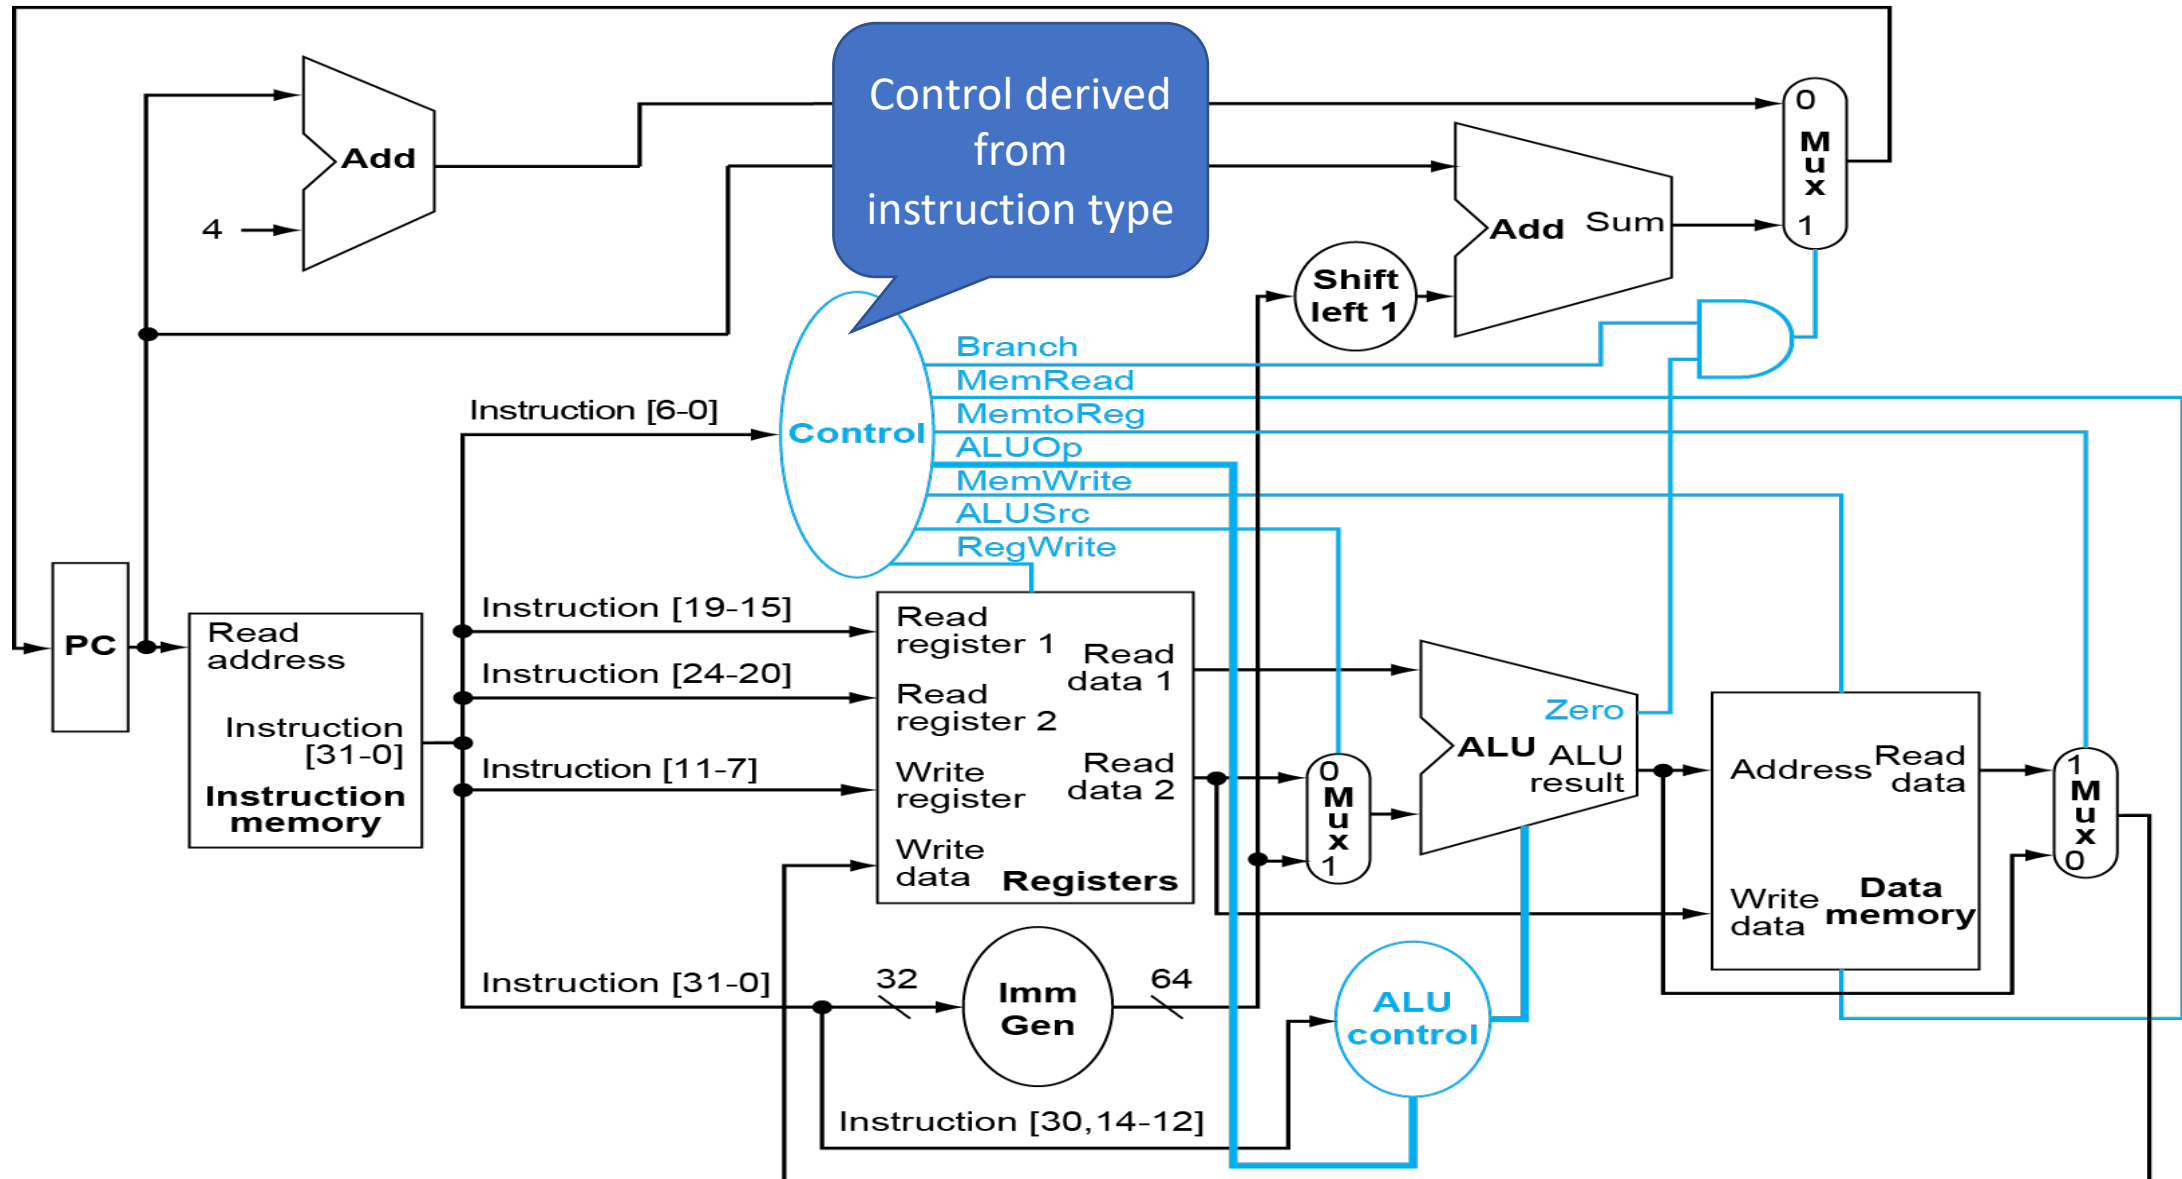 Control derived
from
instruction type
Add
4
0
Mux
1
Add
Sum
Shift
left 1
Branch
MemRead
MemtoReg
ALUOp
MemWrite
ALUSrc
RegWrite
Instruction [6-0]
Control
PC
Read
address
Instruction
[31-0]
Instruction
memory
Instruction [19-15]
Instruction [24-20]
Instruction [11-7]
Instruction [31-0]
Read
register 1
Read
register 2
Write
register
Write
data
Read
data 1
Read
data 2
Registers
0
Mux
1
Zero
ALU
ALU
result
Address
Read
data
Write
data
Data
memory
1
Mux
0
32
Imm
Gen
64
ALU
control
Instruction [30,14-12]